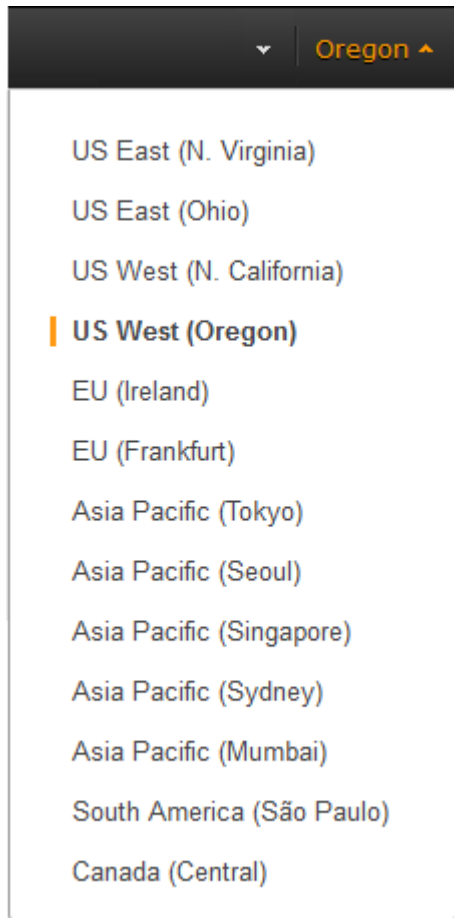 Oregon
US East (N. Virginia)
US East (Ohio)
US West (N. California)
US West (Oregon)
EU (Ireland)
EU (Frankfurt)
Asia Pacific (Tokyo)
Asia Pacific (Seoul)
Asia Pacific (Singapore)
Asia Pacific (Sydney)
Asia Pacific (Mumbai)
South America (São Paulo)
Canada (Central)